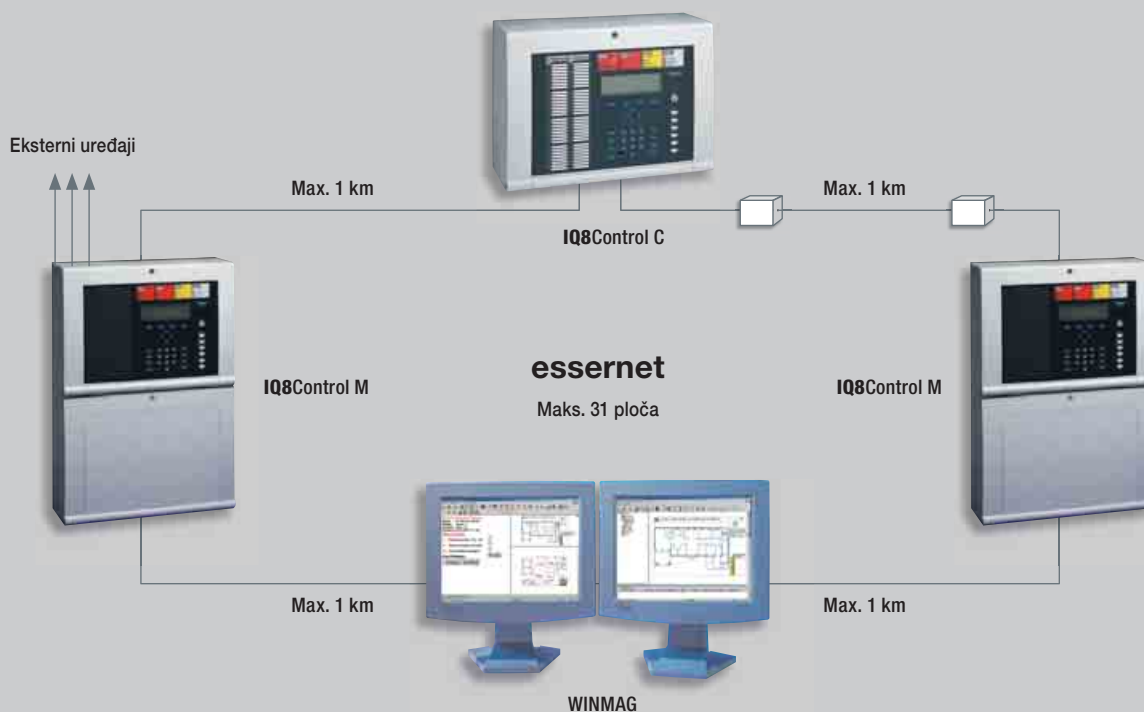 Eksterni uređaji
Max. 1 km
Max. 1 km
IQ8Control C
IQ8Control M
essernet
Maks. 31 ploča
IQ8Control M
Max. 1 km
Max. 1 km
WINMAG